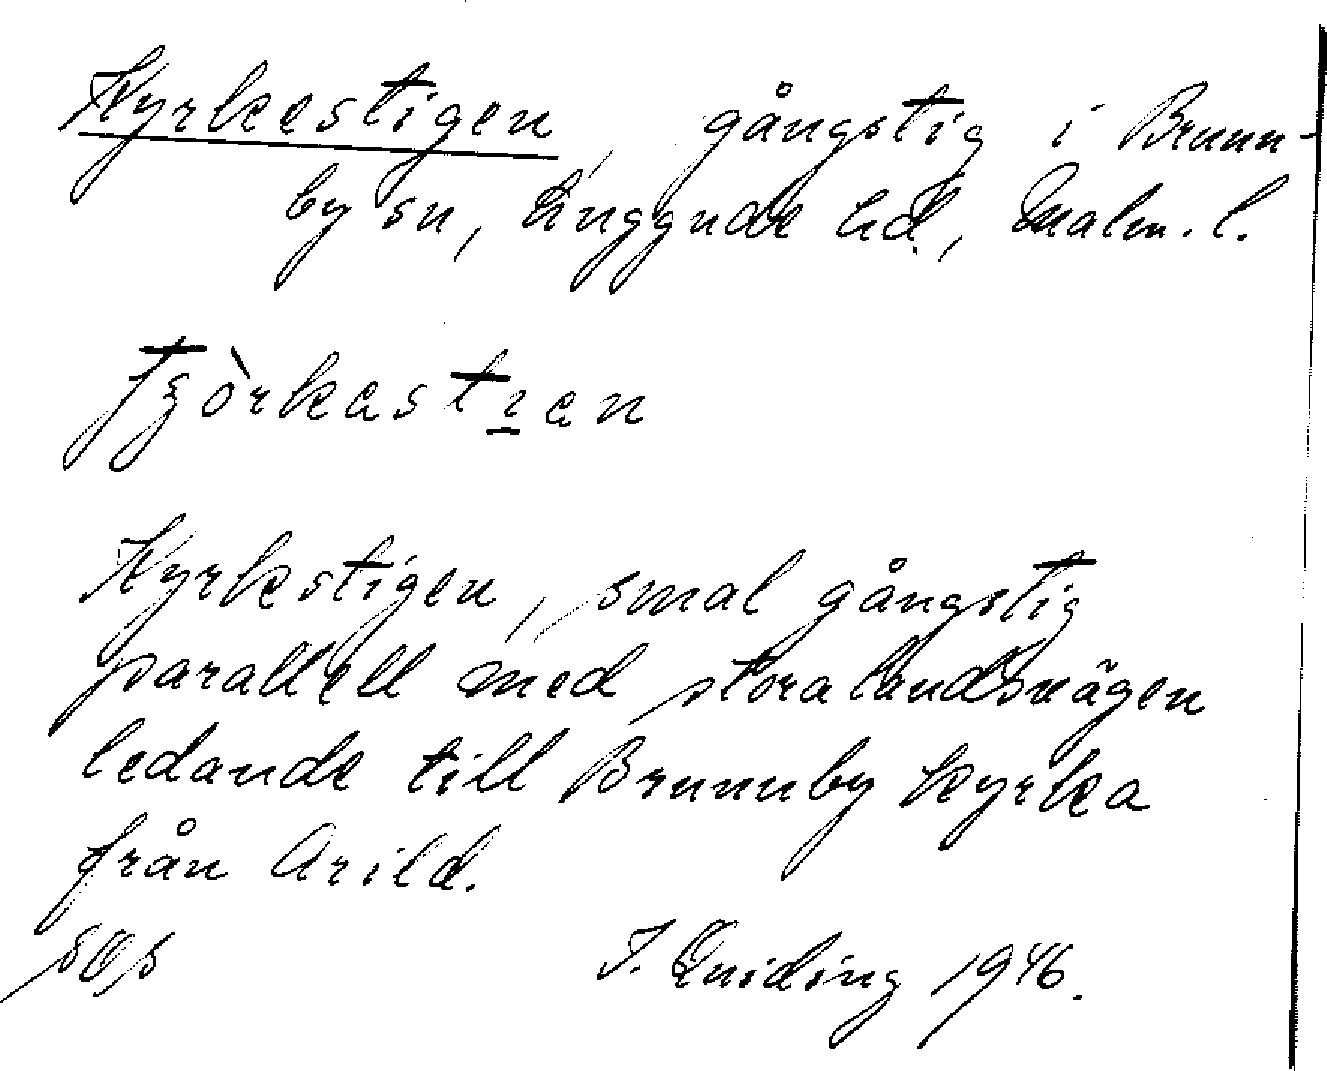 Kyrkestigen, gångstig i Brunn-
by sn, Luggude hd, Malm. l.
Kyrkestigen, smal gångstig
parallell med stora landsvägen
ledande till Brunnby kyrka
från Arild.
I. Quiding 1946.